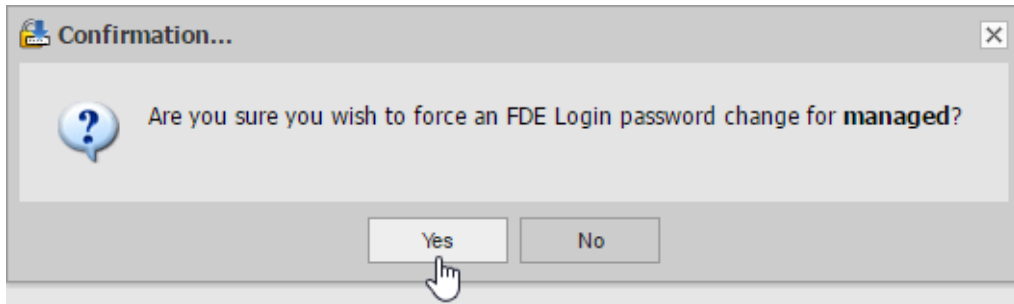 Confirmation...
Are you sure you wish to force an FDE Login password change for managed?
Yes
No